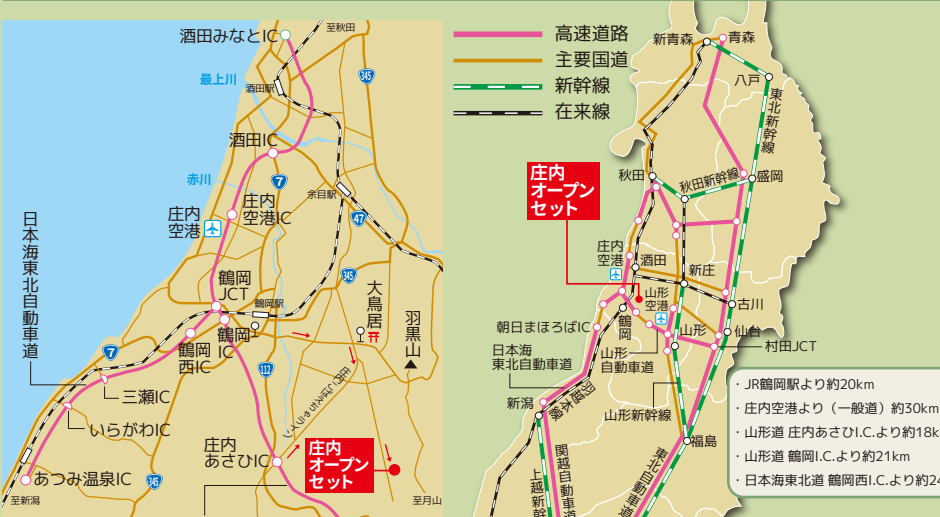 酒田みなとIC
至秋田
345
最上川
酒田駅
酒田IC
赤川
7
余目駅
庄内
空港
庄内
空港IC
47
日本海東北自動車道
鶴岡
JCT
345
鶴岡駅
大鳥居
羽黒山
鶴岡
IC
鶴岡
西IC
7
112
三瀬IC
いらがわIC
庄内
あさひIC
庄内
オープン
セット
あつみ温泉IC
345
至新潟
至月山
高速道路
主要国道
新幹線
在来線
新青森
青森
八戸
東北新幹線
秋田
秋田新幹線
盛岡
庄内
オープン
セット
庄内
空港
酒田
新庄
山形
空港
古川
朝日まほろばIC
鶴岡
山形
仙台
村田JCT
日本海
東北自動車道
山形
自動車道
羽越本線
新潟
山形新幹線
福島
関越自動車道
上越新幹
東北自動車道
・JR鶴岡駅より約20km
・庄内空港より（一般道）約30km
・山形道 庄内あさひI.C.より約18k
・山形道 鶴岡I.C.より約21km
・日本海東北道 鶴岡西I.C.より約24